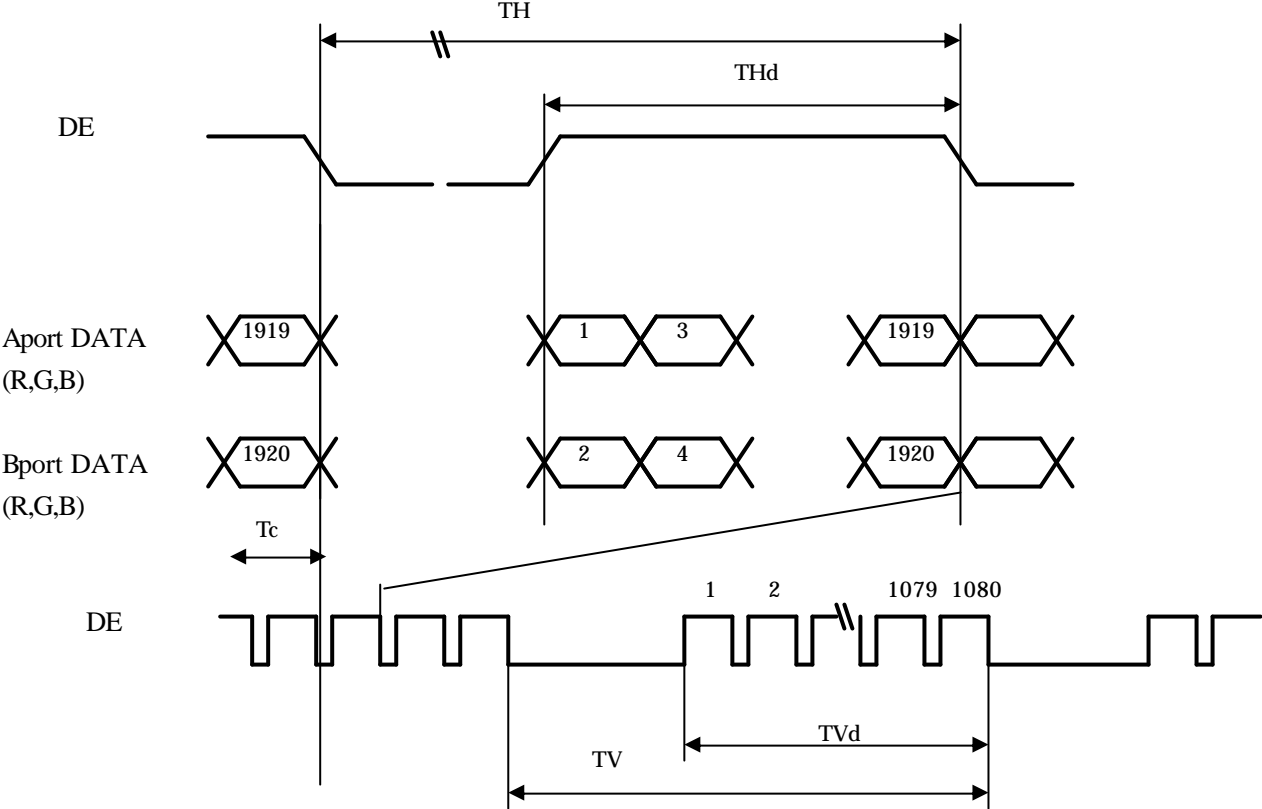 TH
THd
DE
Aport DATA
(R,G,B)
1919
1
3
1919
Bport DATA
(R,G,B)
1920
2
4
1920
Tc
DE
1
2
1079
1080
TVd
TV